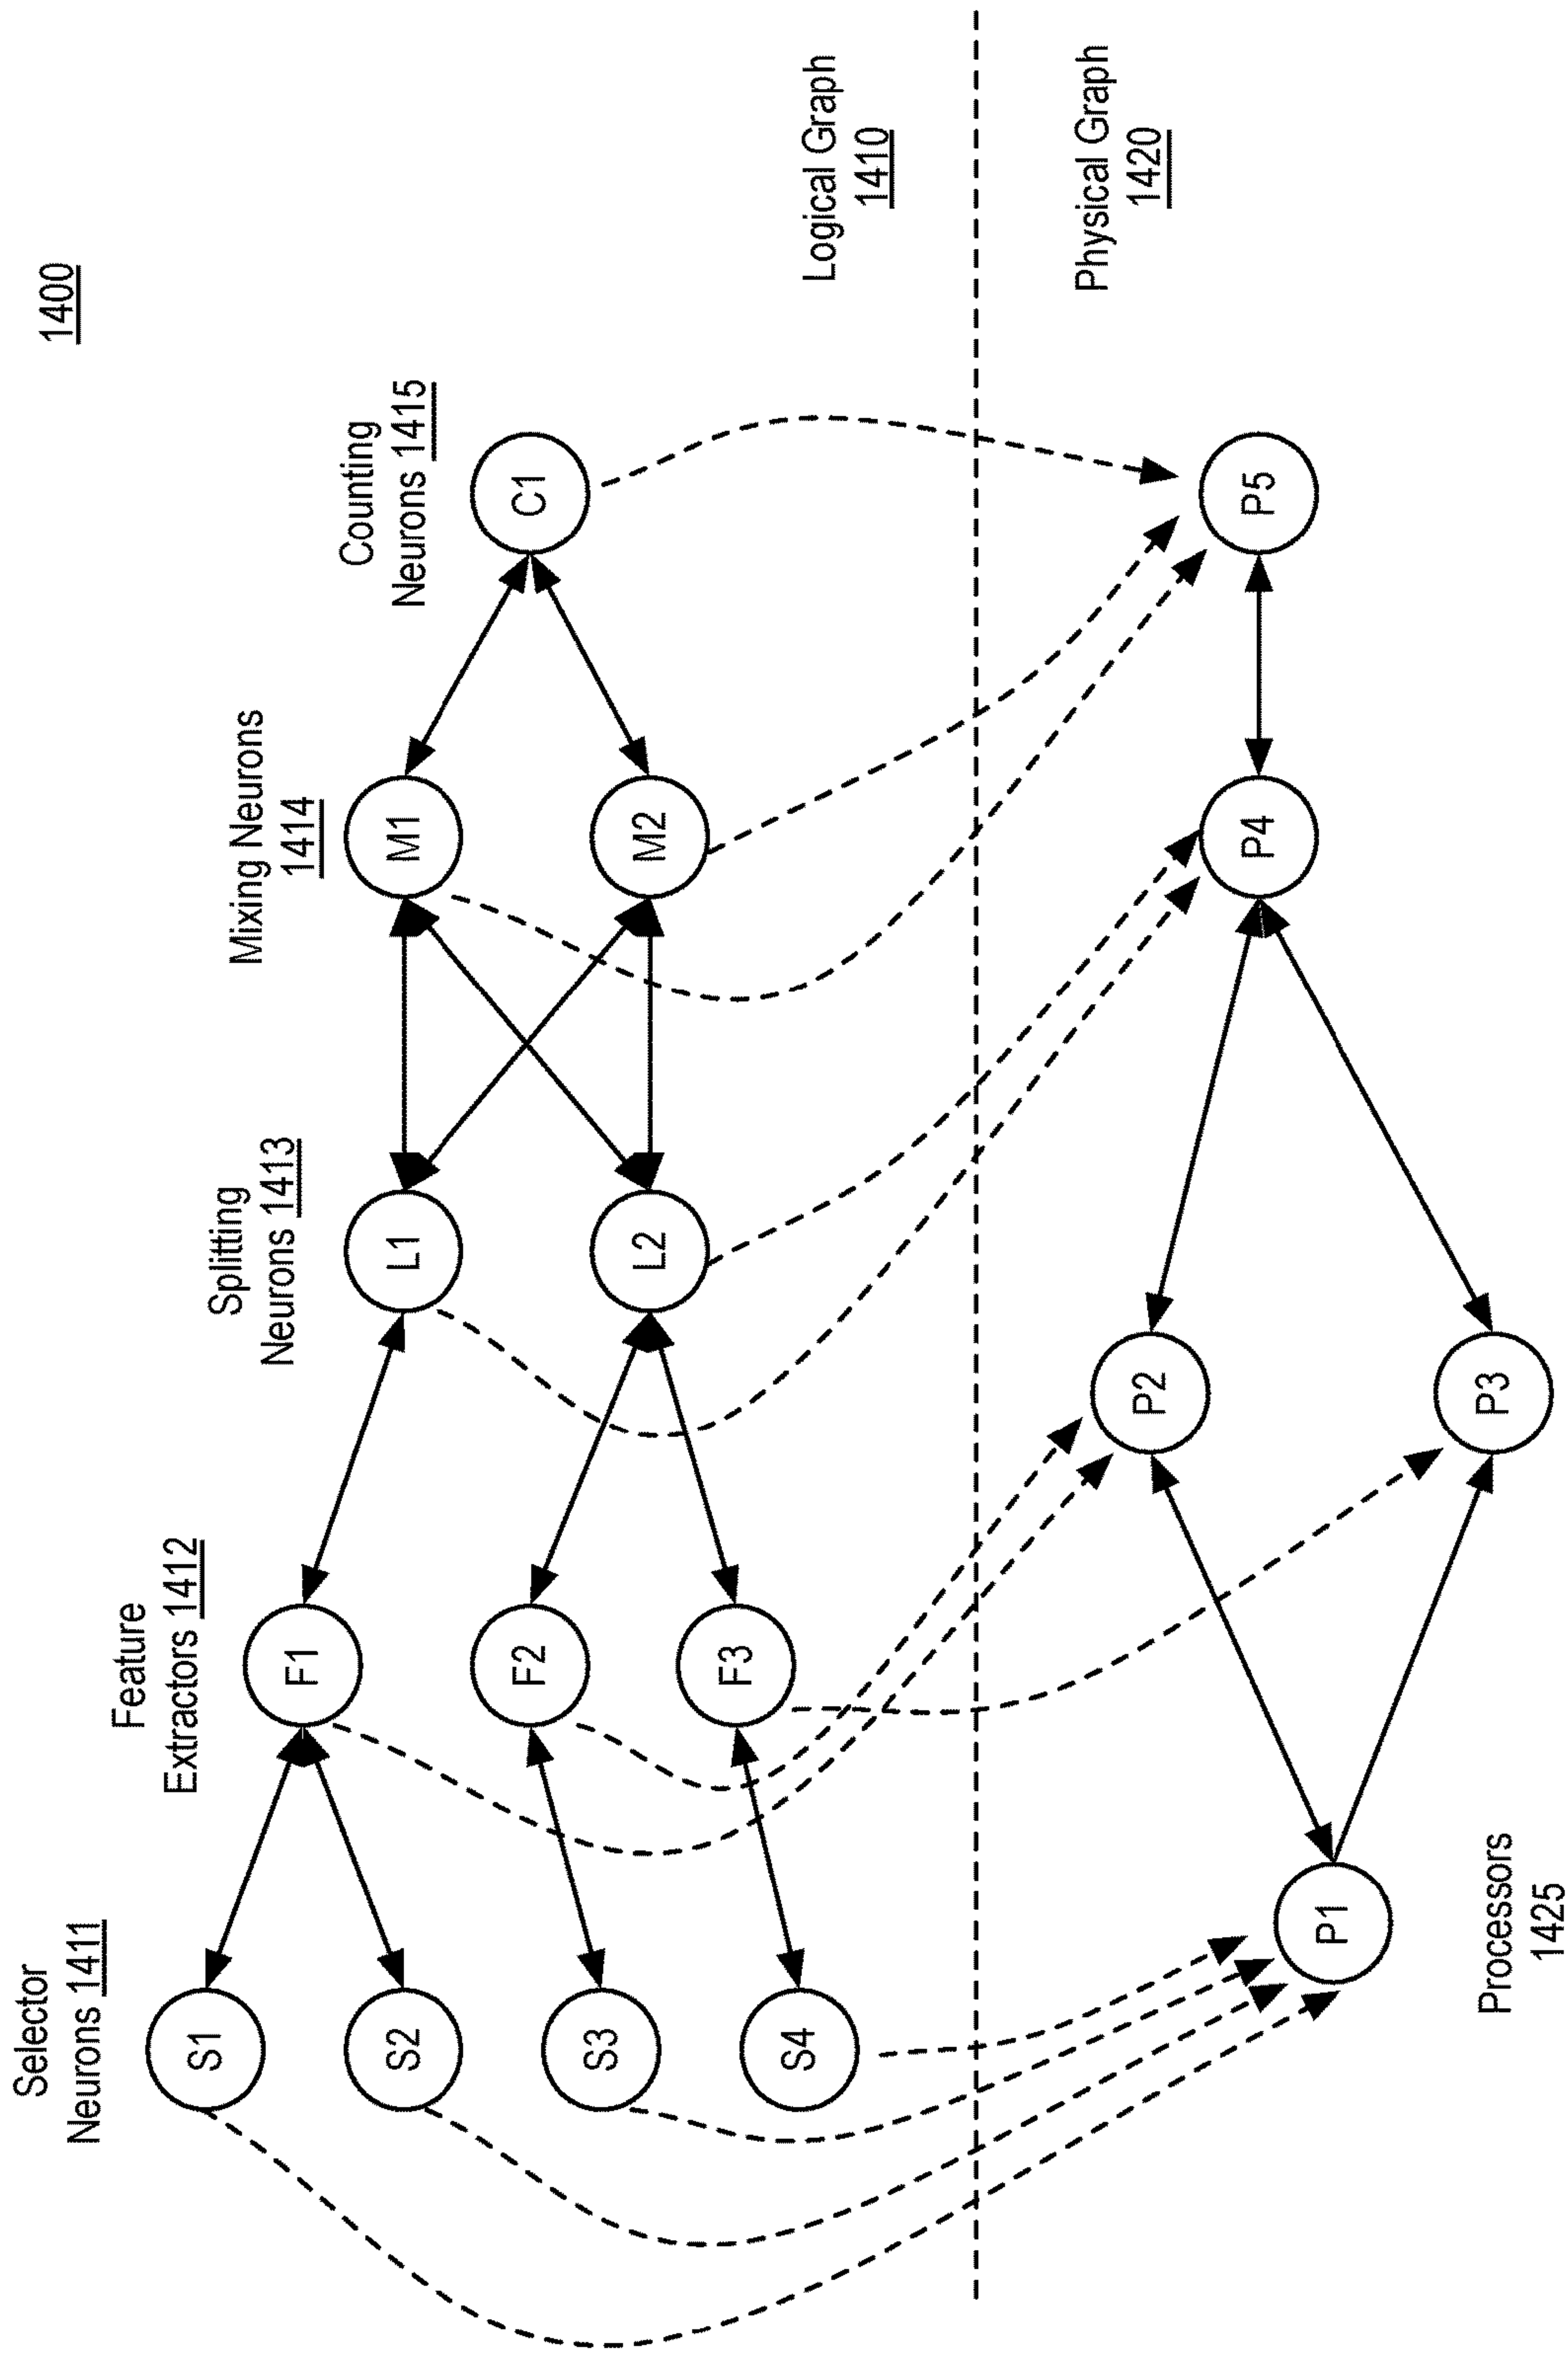 1400
Selector
Neurons 1411
Feature
Extractors 1412
Splitting
Neurons 1413
Mixing Neurons
1414
Counting
Neurons 1415
S1
S2
S3
S4
F1
F2
F3
L1
L2
M1
M2
C1
Logical Graph
1410
Physical Graph
1420
P1
P2
P3
P4
P5
Processors
1425